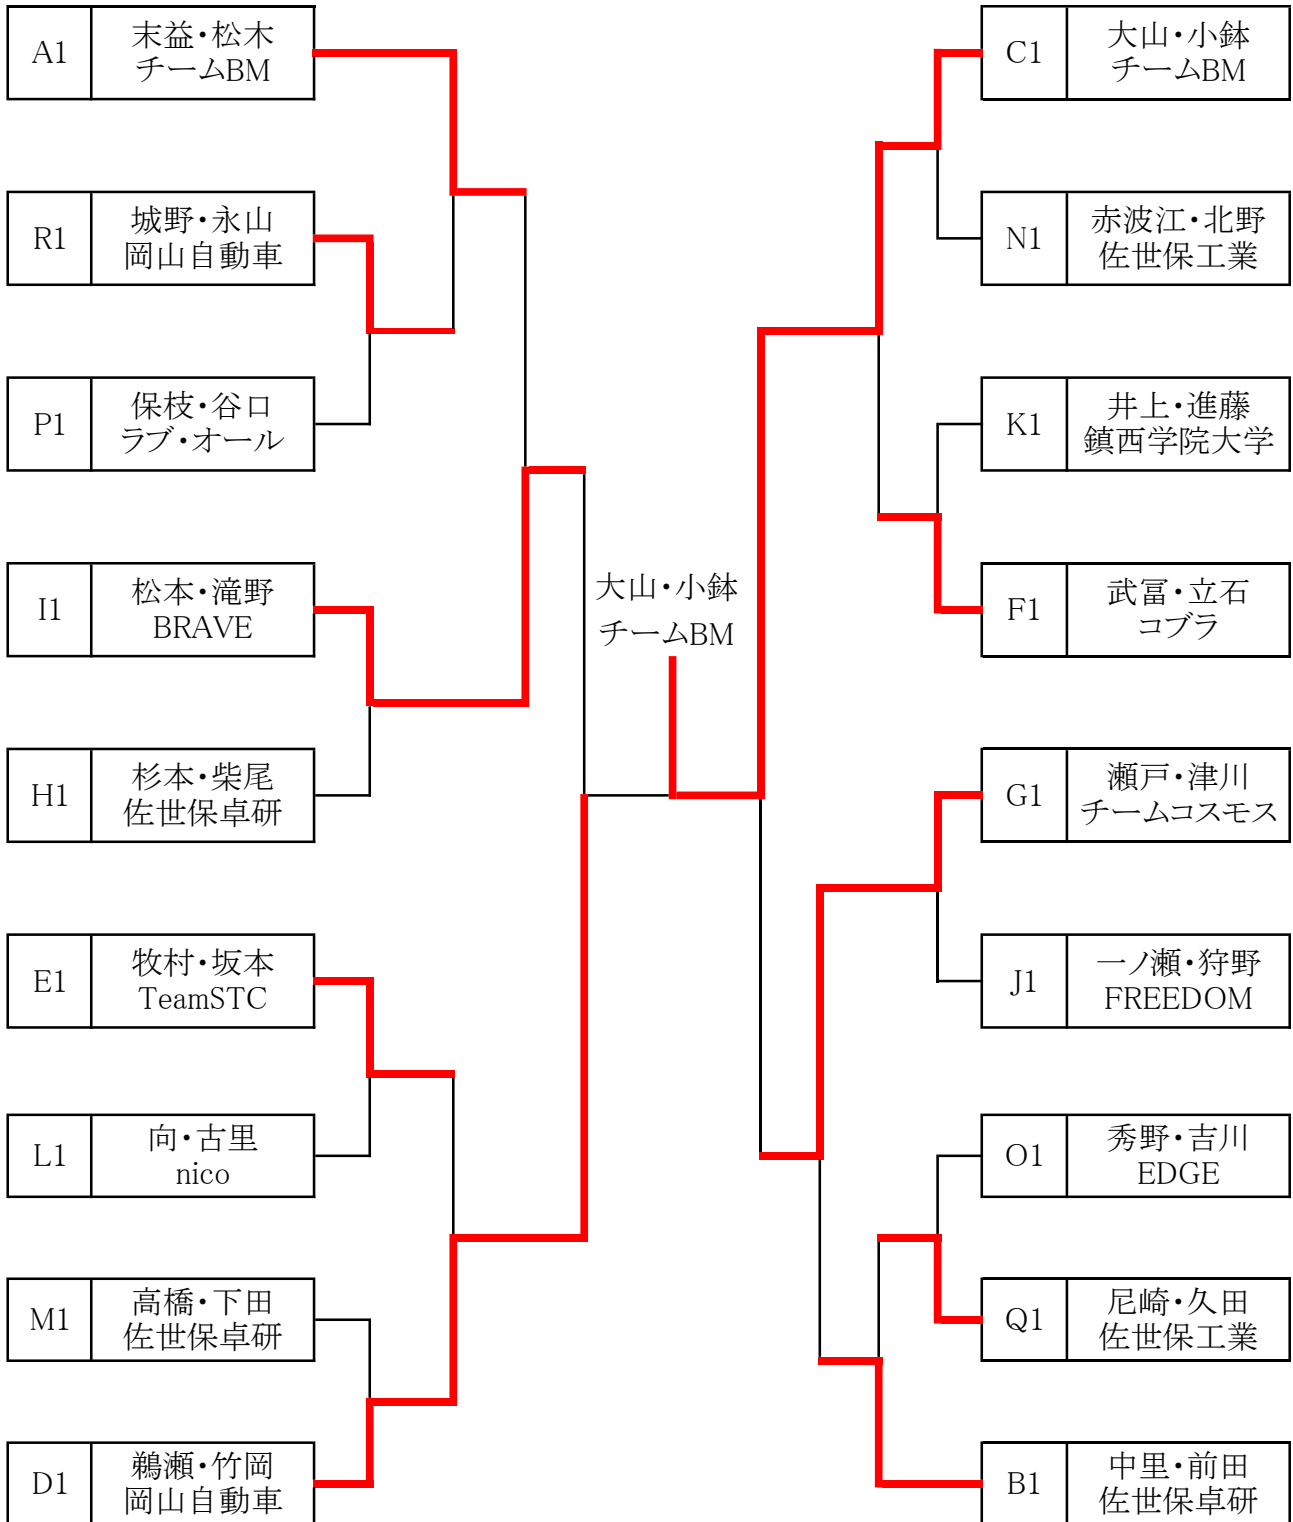 A1
末益・松木
チームBM
R1
城野・永山
岡山自動車
P1
保枝・谷口
ラブ・オール
I1
松本・滝野
BRAVE
H1
杉本・柴尾
佐世保卓研
E1
牧村・坂本
TeamSTC
L1
向・古里
nico
M1
高橋・下田
佐世保卓研
D1
鵜瀬・竹岡
岡山自動車
大山・小鉢
チームBM
C1
大山・小鉢
チームBM
N1
赤波江・北野
佐世保工業
K1
井上・進藤
鎮西学院大学
F1
武冨・立石
コブラ
G1
瀬戸・津川
チームコスモス
J1
一ノ瀬・狩野
FREEDOM
O1
秀野・吉川
EDGE
Q1
尼崎・久田
佐世保工業
B1
中里・前田
佐世保卓研